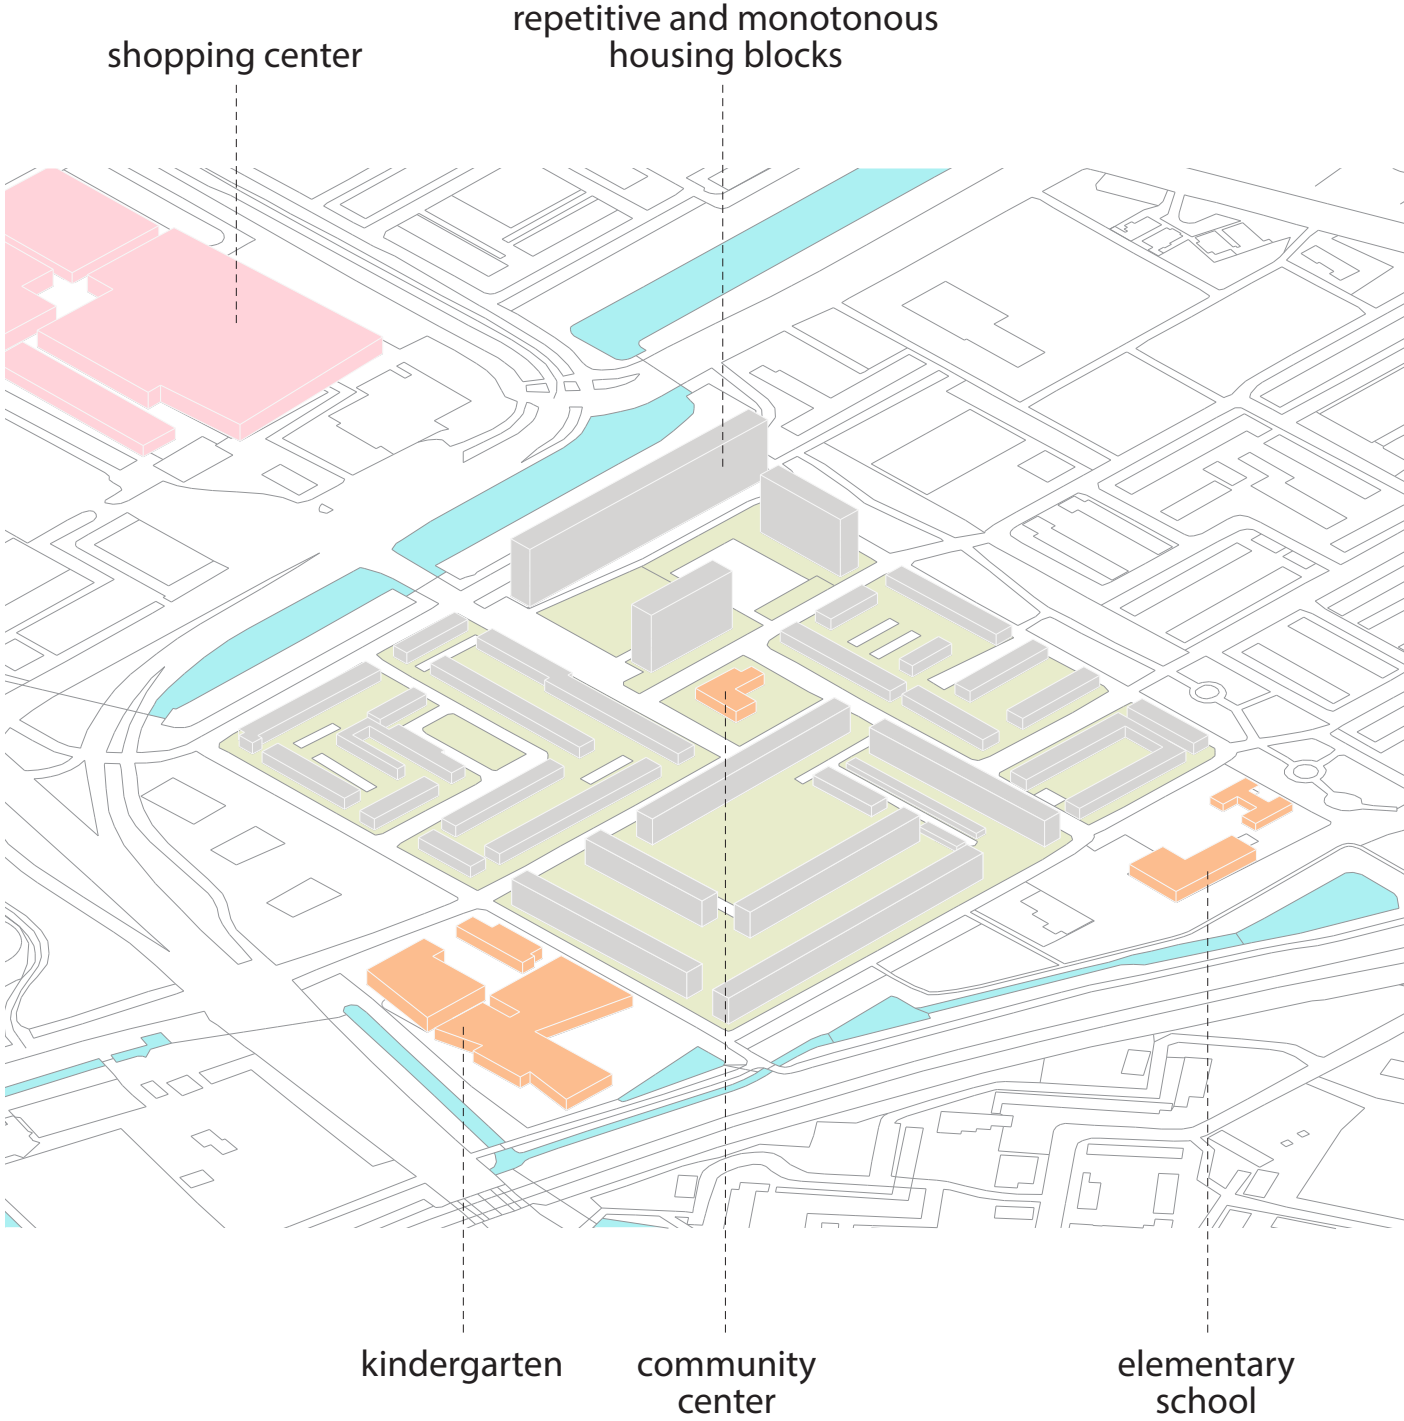 repetitive and monotonous
housing blocks
shopping center
kindergarten
community
center
elementary
school